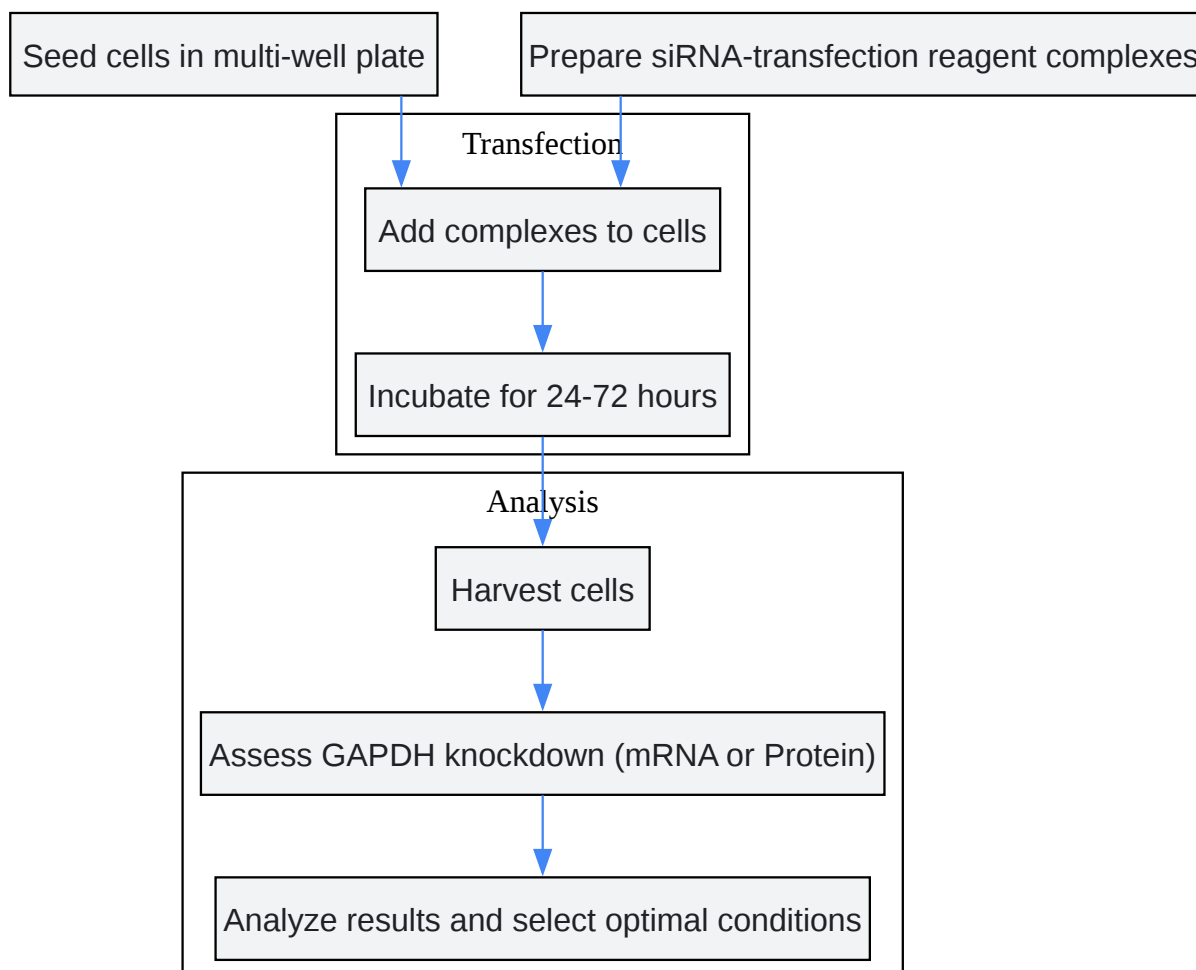 Seed cells in multi-well plate
Prepare siRNA-transfection reagent complexes
Transfection
Add complexes to cells
Incubate for 24-72 hours
Analysis
Harvest cells
Assess GAPDH knockdown (mRNA or Protein)
Analyze results and select optimal conditions